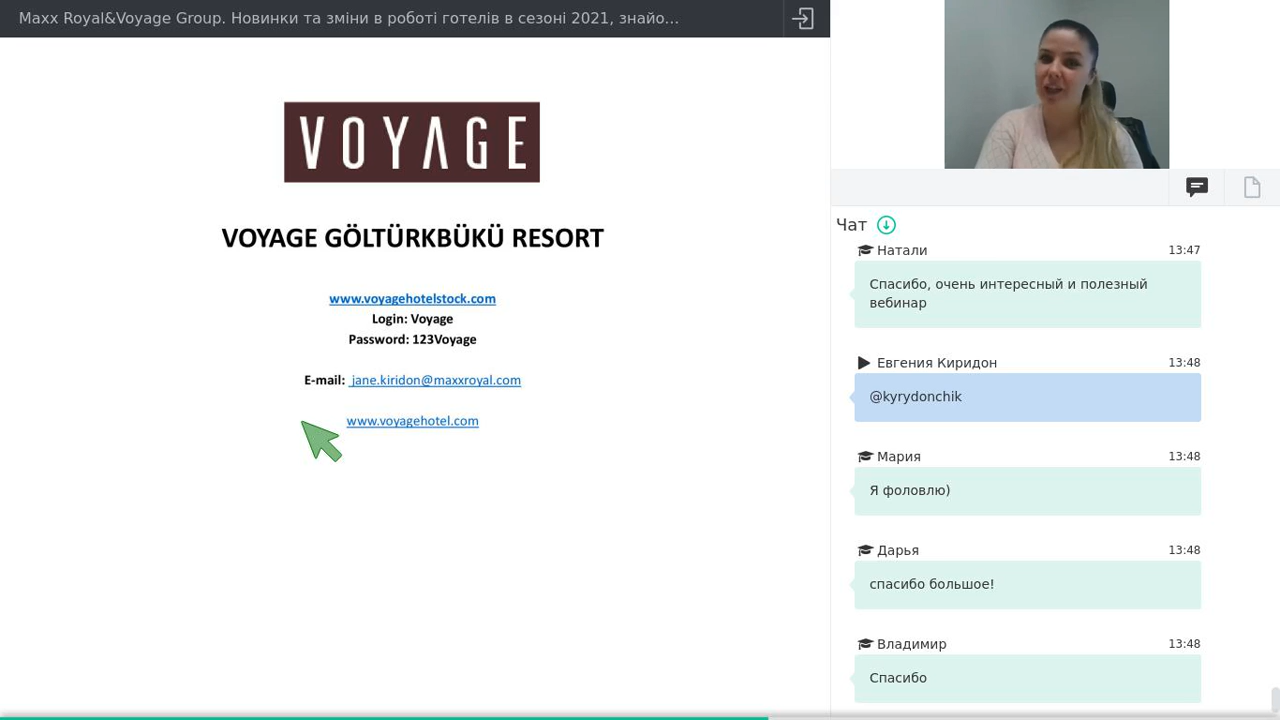 Maxx Royal&Voyage Group. Новинки та зміни в роботі готелів в сезоні 2021, знайо...
VOYAGE
VOYAGE GÖLTÜRKBÜKÜ RESORT
www.voyagehotelstock.com
Login: Voyage
Password: 123Voyage
E-mail: jane.kiridon@maxxroyal.com
www.voyagehotel.com
Чат
Натали 13:47
Спасибо, очень интересный и полезный
вебинар
Евгения Киридон 13:48
@kyrydonchik
Мария 13:48
Я фоловлю)
Дарья 13:48
спасибо большое!
Владимир 13:48
Спасибо